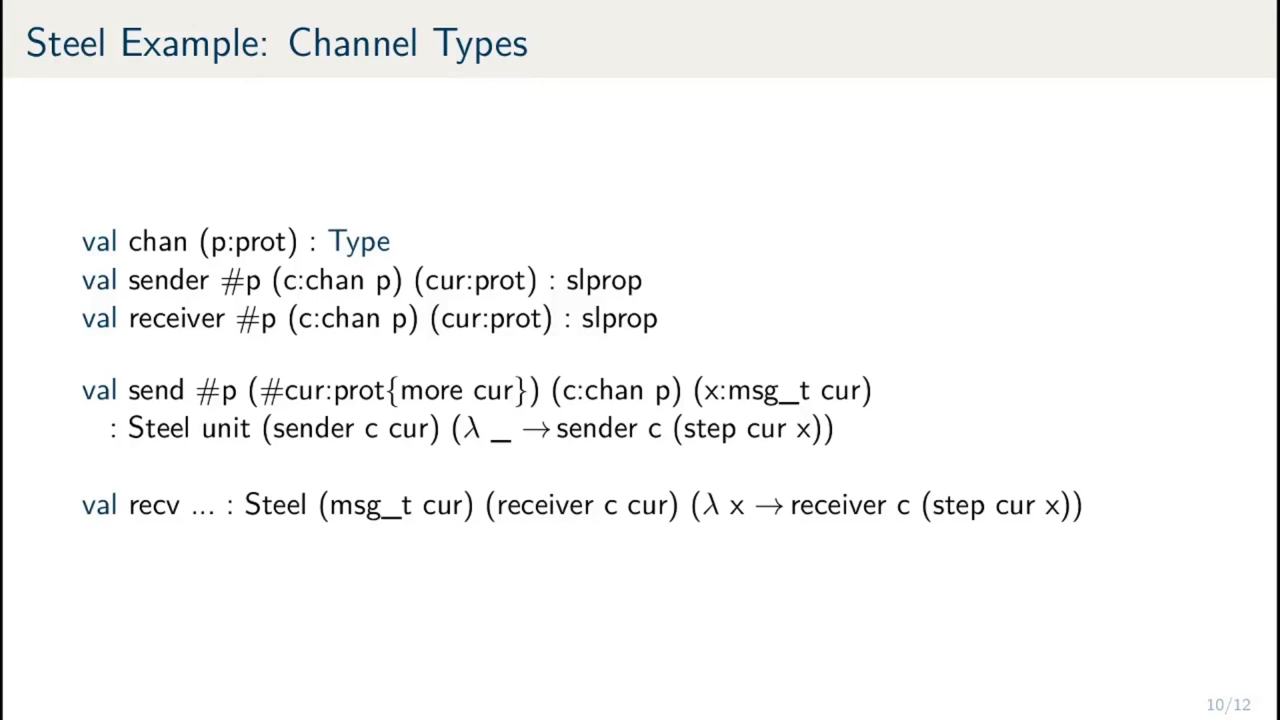 Steel Example: Channel Types
val chan (p:prot) : Type
val sender #p (c:chan p) (cur:prot) : slprop
val receiver #p (c:chan p) (cur:prot) : slprop
val send #p (#cur:prot{more cur}) (c:chan p) (x:msg_t cur)
: Steel unit (sender c cur) (λ _ → sender c (step cur x))
val recv ... : Steel (msg_t cur) (receiver c cur) (λ x → receiver c (step cur x))
10/12